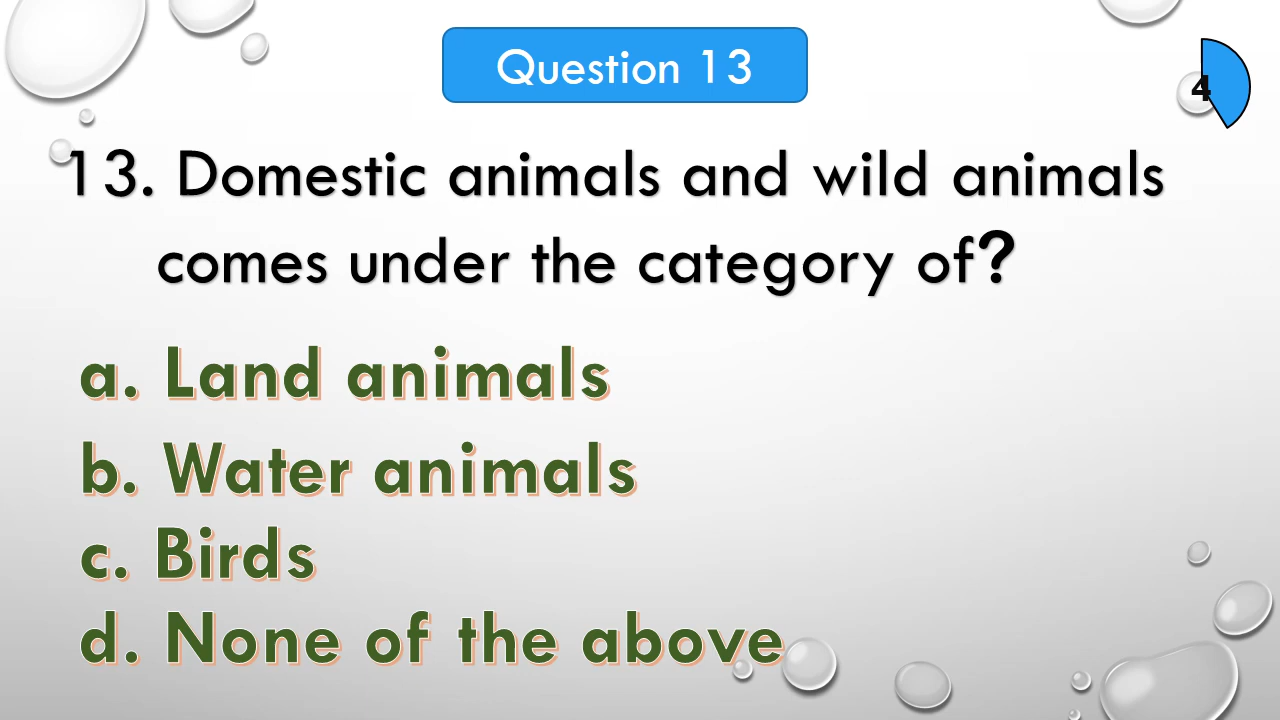 Question 13
4
13. Domestic animals and wild animals
comes under the category of?
a. Land animals
b. Water animals
c. Birds
d. None of the above